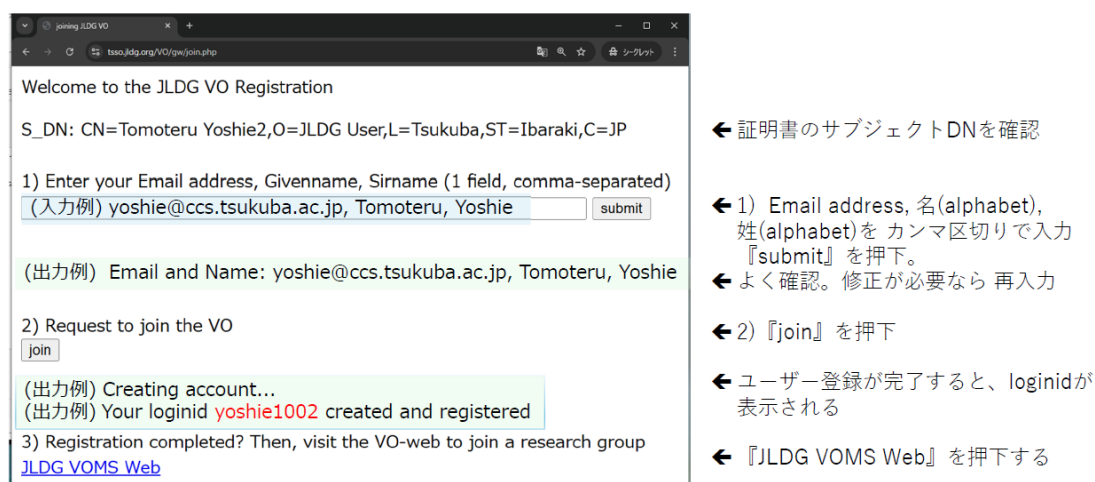 joining JLDG VO
tsso.jldg.org/VO/gw/join.php
シークレット
Welcome to the JLDG VO Registration
S_DN: CN=Tomoteru Yoshie2,O=JLDG User,L=Tsukuba,ST=Ibaraki,C=JP
← 証明書のサブジェクトDNを確認
1) Enter your Email address, Givenname, Sirname (1 field, comma-separated)
(入力例) yoshie@ccs.tsukuba.ac.jp, Tomoteru, Yoshie
submit
← 1) Email address, 名(alphabet),
姓(alphabet)を カンマ区切りで入力
『submit』を押下。
(出力例) Email and Name: yoshie@ccs.tsukuba.ac.jp, Tomoteru, Yoshie
← よく確認。修正が必要なら 再入力
2) Request to join the VO
join
← 2)『join』を押下
(出力例) Creating account...
(出力例) Your loginid yoshie1002 created and registered
← ユーザー登録が完了すると、loginidが
表示される
3) Registration completed? Then, visit the VO-web to join a research group
JLDG VOMS Web
← 『JLDG VOMS Web』を押下する